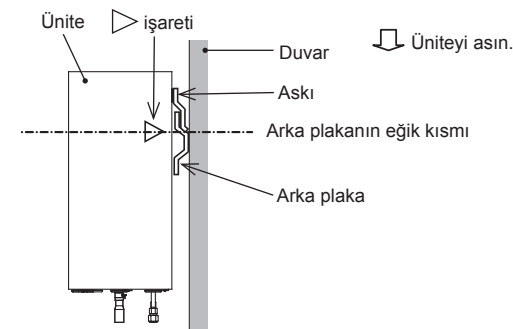 Ünite
işareti
Duvar
Üniteyi asın.
Askı
Arka plakanın eğik kısmı
Arka plaka